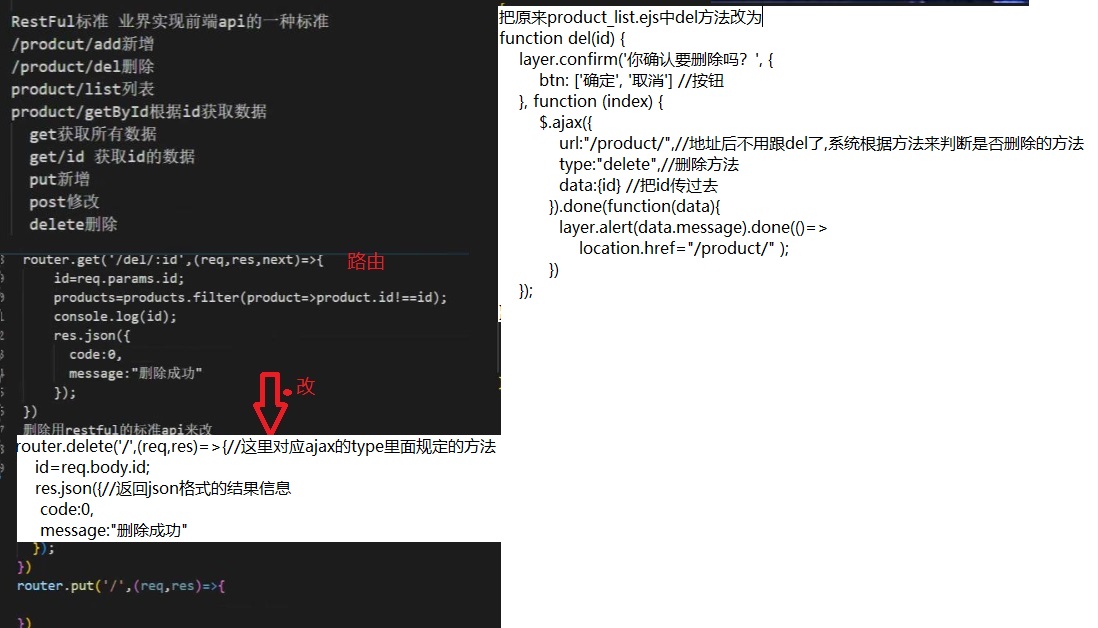 RestFul标准 业界实现前端api的一种标准
/prodcut/add新增
/product/del删除
product/list列表
product/getById根据id获取数据
get获取所有数据
get/id 获取id的数据
put新增
post修改
delete删除
router.get('/del/:id',(req,res,next)=>{ 路由
id=req.params.id;
products=products.filter(product=>product.id!==id);
console.log(id);
res.json({
code:0,
message:"删除成功"
});
})
改
删除用restful的标准api来改
router.delete('/',(req,res)=>{//这里对应ajax的type里面规定的方法
id=req.body.id;
res.json({//返回json格式的结果信息
code:0,
message:"删除成功"
});
})
router.put('/',(req,res)=>{
})
把原来product_list.ejs中del方法改为
function del(id) {
layer.confirm('你确认要删除吗？', {
btn: ['确定', '取消'] //按钮
}, function (index) {
$.ajax({
url:"/product/",//地址后不用跟del了,系统根据方法来判断是否删除的方法
type:"delete",//删除方法
data:{id} //把id传过去
}).done(function(data){
layer.alert(data.message).done(()=>
location.href="/product/" );
})
});